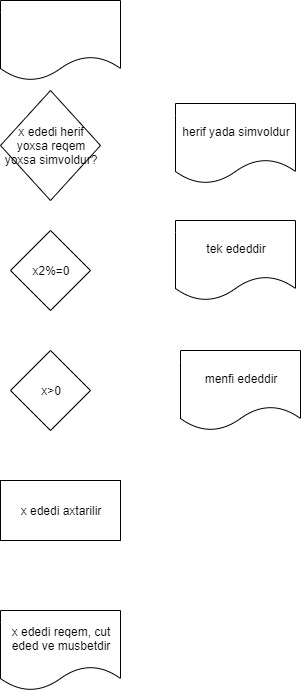 x ededi herif
yoxsa reqem
yoxsa simvoldur?
herif yada simvoldur
x2%=0
tek ededdir
x>0
menfi ededdir
x ededi axtarilir
x ededi reqem, cut
eded ve musbetdir